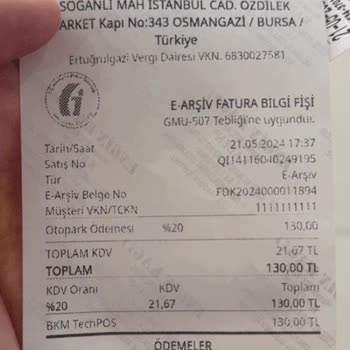 SOĞANLI MAH İSTANBUL CAD. ÖZDİLEK
ARKET Kapı No:343 OSMANGAZİ / BURSA /
Türkiye
Ertuğrulgazi Vergi Dairesi VKN. 6830027581
E-ARŞİV FATURA BİLGİ FİŞİ
GMU-507 Tebliği'ne uygundur.
Tarih/Saat 21.05.2024 17:37
Satış No QI14116040249195
Tür E-Arşiv
E-Arşiv Belge No FDK2024000011894
Müşteri VKN/TCKN 11111111111
Otopark Ödemesi %20 130,00
TOPLAM KDV 21,67 TL
TOPLAM 130,00 TL
KDV Oranı KDV Toplam
%20 21,67 130,00 TL
BKM TechPOS 130,00 TL
ÖDEMELER